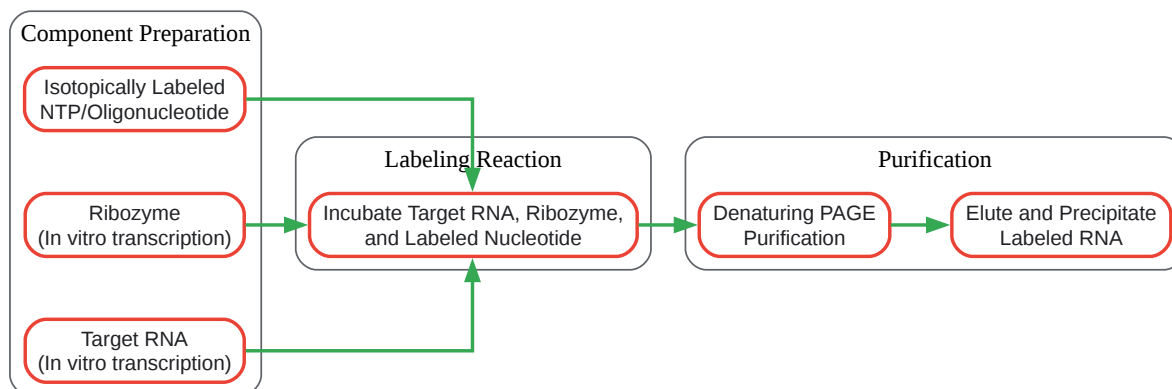 Component Preparation
Isotopically Labeled
NTP/Oligonucleotide
Ribozyme
(In vitro transcription)
Target RNA
(In vitro transcription)
Labeling Reaction
Incubate Target RNA, Ribozyme,
and Labeled Nucleotide
Purification
Denaturing PAGE
Purification
Elute and Precipitate
Labeled RNA